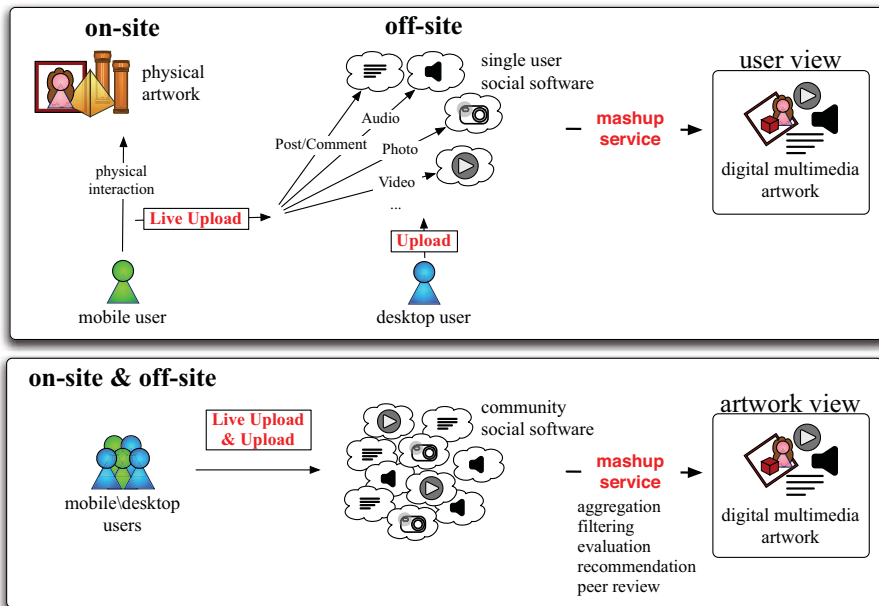 on-site
off-site
physical
artwork
single user
social software
user view
Audio
Post/Comment
Photo
Video
...
mashup
service
physical
interaction
Live Upload
Upload
digital multimedia
artwork
mobile user
desktop user
on-site & off-site
Live Upload
& Upload
community
social software
artwork view
mashup
service
aggregation
filtering
evaluation
recommendation
peer review
mobile\desktop
users
digital multimedia
artwork